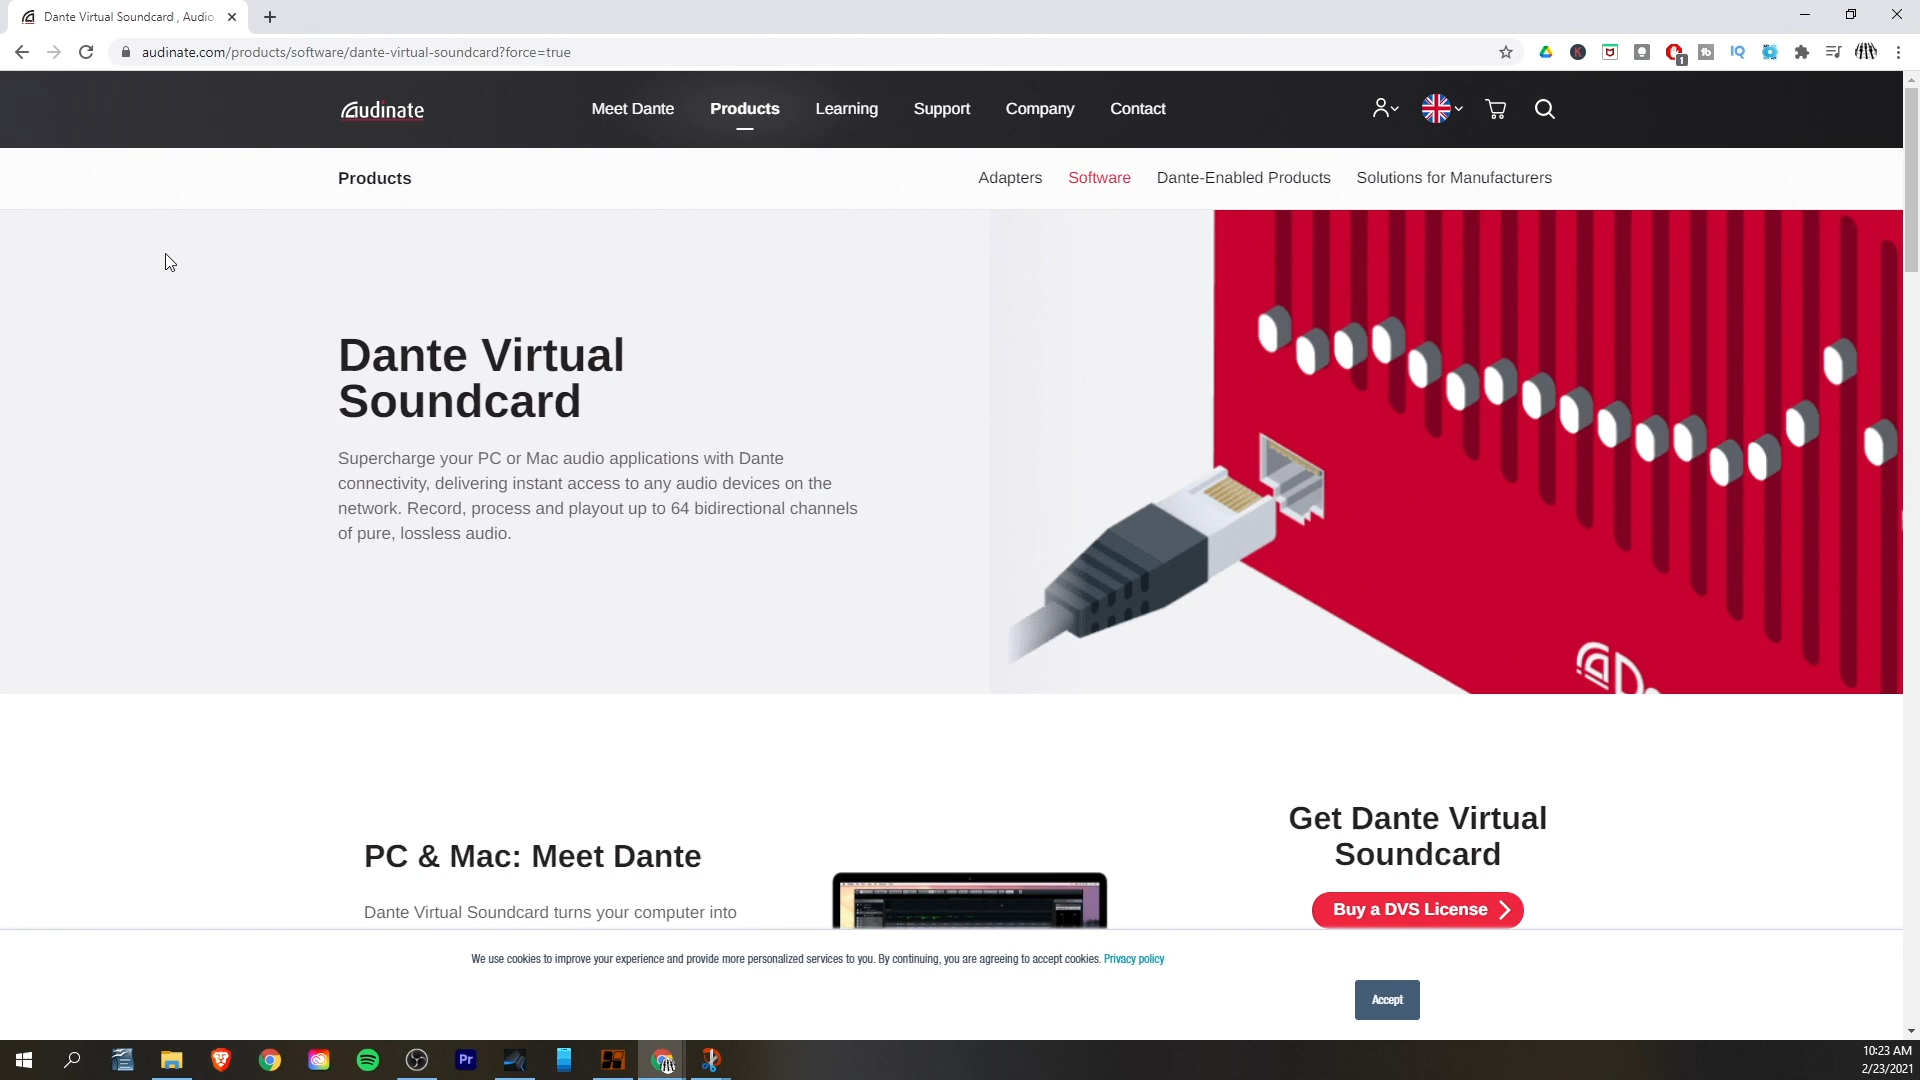 Dante Virtual Soundcard , Audio
audinate.com/products/software/dante-virtual-soundcard?force=true
1
Audinate
Meet Dante
Products
Learning
Support
Company
Contact
Products
Adapters
Software
Dante-Enabled Products
Solutions for Manufacturers
Dante Virtual
Soundcard
Supercharge your PC or Mac audio applications with Dante
connectivity, delivering instant access to any audio devices on the
network. Record, process and playout up to 64 bidirectional channels
of pure, lossless audio.
PC & Mac: Meet Dante
Dante Virtual Soundcard turns your computer into
Get Dante Virtual
Soundcard
Buy a DVS License
We use cookies to improve your experience and provide more personalized services to you. By continuing, you are agreeing to accept cookies. Privacy policy
Accept
Pr
10:23 AM
2/23/2021